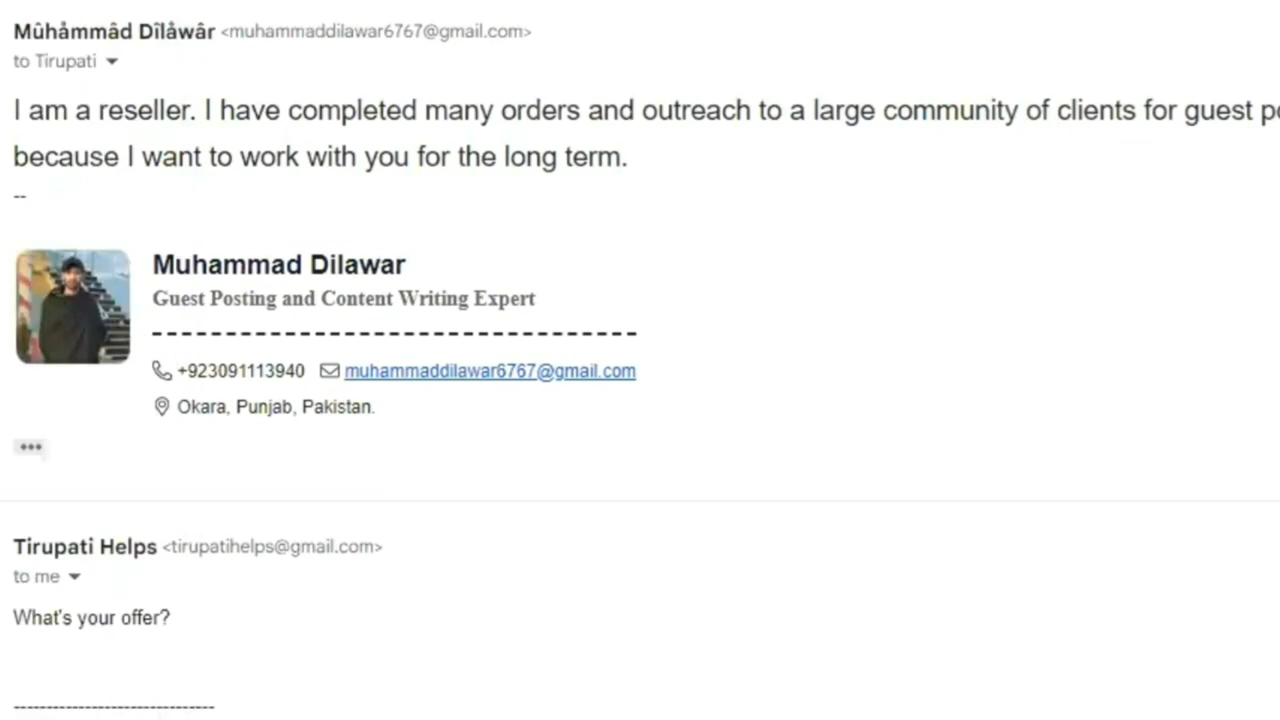 Mûhåmmâd Dîlåwâr <muhammaddilawar6767@gmail.com>
to Tirupati
I am a reseller. I have completed many orders and outreach to a large community of clients for guest
because I want to work with you for the long term.
--
Muhammad Dilawar
Guest Posting and Content Writing Expert
---------------------------------
+923091113940 muhammaddilawar6767@gmail.com
Okara, Punjab, Pakistan.
•••
Tirupati Helps <tirupatihelps@gmail.com>
to me
What's your offer?
------------------------------